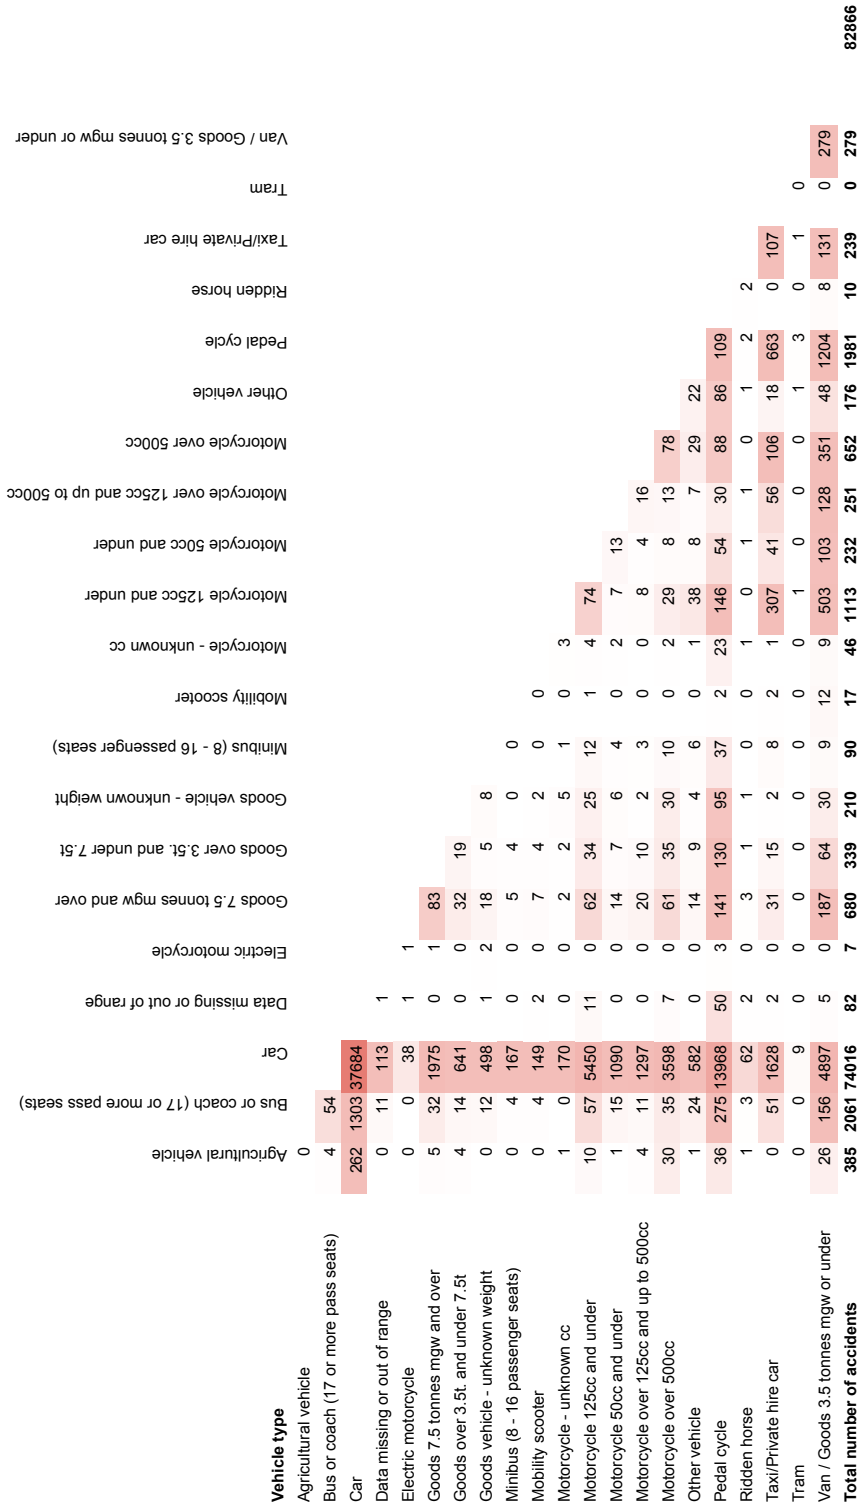 Vehicle type
Agricultural vehicle
Bus or coach (17 or more pass seats)
Car
Data missing or out of range
Electric motorcycle
Goods 7.5 tonnes mgw and over
Goods over 3.5t. and under 7.5t
Goods vehicle - unknown weight
Minibus (8 - 16 passenger seats)
Mobility scooter
Motorcycle - unknown cc
Motorcycle 125cc and under
Motorcycle 50cc and under
Motorcycle over 125cc and up to 500cc
Motorcycle over 500cc
Other vehicle
Pedal cycle
Ridden horse
Taxi/Private hire car
Tram
Van / Goods 3.5 tonnes mgw or under
Agricultural vehicle 0
Bus or coach (17 or more pass seats) 4 54
Car 262 1303 37684
Data missing or out of range 0 11 113 1
Electric motorcycle 0 0 38 1 1
Goods 7.5 tonnes mgw and over 5 32 1975 0 1 83
Goods over 3.5t. and under 7.5t 4 14 641 0 0 32 19
Goods vehicle - unknown weight 0 12 498 1 2 18 5 8
Minibus (8 - 16 passenger seats) 0 4 167 0 0 5 4 0 0
Mobility scooter 0 4 149 2 0 7 4 2 0 0
Motorcycle - unknown cc 1 0 170 0 0 2 2 5 1 0 3
Motorcycle 125cc and under 10 57 5450 11 0 62 34 25 12 1 4 74
Motorcycle 50cc and under 1 15 1090 0 0 14 7 6 4 0 2 7 13
Motorcycle over 125cc and up to 500cc 4 11 1297 0 0 20 10 2 3 0 0 8 4 16
Motorcycle over 500cc 30 35 3598 7 0 61 35 30 10 0 2 29 8 13 78
Other vehicle 1 24 582 0 0 14 9 4 6 0 1 38 8 7 29 22
Pedal cycle 36 275 13968 50 3 141 130 95 37 2 23 146 54 30 88 86 109
Ridden horse 1 3 62 2 0 3 1 1 0 0 1 0 1 1 0 1 2 2
Taxi/Private hire car 0 51 1628 2 0 31 15 2 8 2 1 307 41 56 106 18 663 0 107
Tram 0 0 9 0 0 0 0 0 0 0 0 1 0 0 0 1 3 0 1 0
Van / Goods 3.5 tonnes mgw or under 26 156 4897 5 0 187 64 30 9 12 9 503 103 128 351 48 1204 8 131 0 279
Total number of accidents 385 2061 74016 82 7 680 339 210 90 17 46 1113 232 251 652 176 1981 10 239 0 279 82866